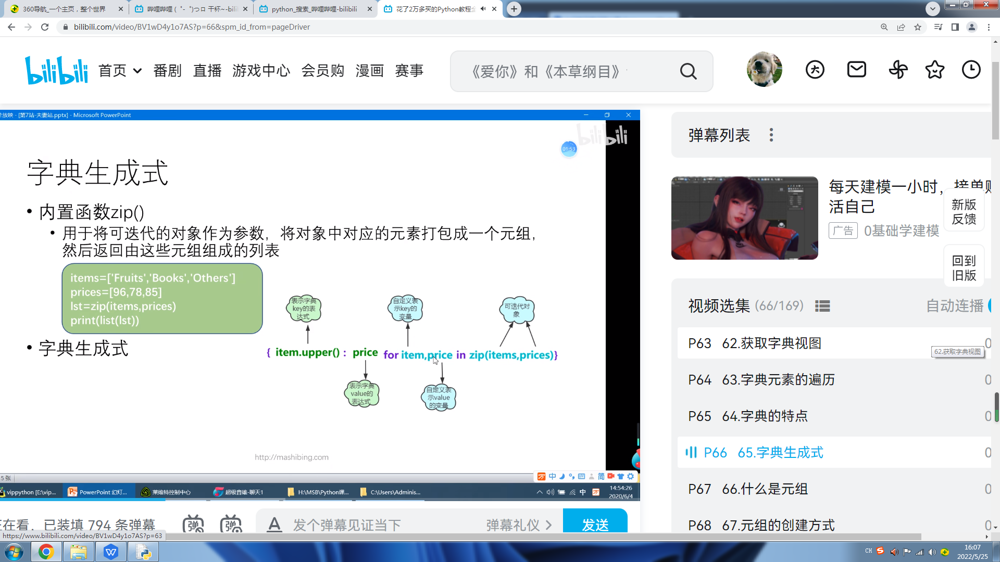 360导航_一个主页，整个世界
哔哩哔哩 (゜-゜)つロ 干杯~-bili
python_搜索_哔哩哔哩-bilibili
花了2万多买的Python教程全
bilibili.com/video/BV1wD4y1o7AS?p=66&spm_id_from=pageDriver
bilibili 首页 番剧 直播 游戏中心 会员购 漫画 赛事
《爱你》和《本草纲目》
片放映 - [第7站-夫妻站.pptx] - Microsoft PowerPoint
bilibili
01:53
字典生成式
• 内置函数zip()
• 用于将可迭代的对象作为参数，将对象中对应的元素打包成一个元组，
然后返回由这些元组组成的列表
items=['Fruits','Books','Others']
prices=[96,78,85]
lst=zip(items,prices)
print(list(lst))
• 字典生成式
表示字典
key的表
达式
自定义表
示key的
变量
可迭代对
象
{ item.upper() : price for item,price in zip(items,prices)}
表示字典
value的
表达式
自定义表
示value
的变量
http://mashibing.com
5 张
中 简
vippython [E:\vip...
PowerPoint 幻灯...
莱维特控制中心
超级音雄-聊天1
H:\MSB\Python课...
C:\Users\Adminis...
中
14:54:26
2020/6/4
弹幕列表
每天建模一小时，接单赚
活自己
广告 0基础学建模
新版
反馈
回到
旧版
视频选集 (66/169) 自动连播
P63 62.获取字典视图 0
62.获取字典视图
P64 63.字典元素的遍历 0
P65 64.字典的特点 0
P66 65.字典生成式 0
P67 66.什么是元组 0
P68 67.元组的创建方式 0
正在看，已装填 794 条弹幕
弹 弹
A 发个弹幕见证当下 弹幕礼仪 发送
https://www.bilibili.com/video/BV1wD4y1o7AS?p=63
CH
16:07
2022/5/25